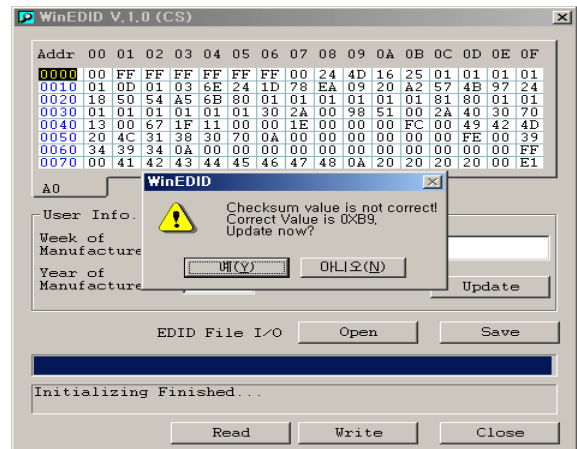 WinEDID V.1.0 (CS)
Addr 00 01 02 03 04 05 06 07 08 09 0A 0B 0C 0D 0E 0F
0000 00 FF FF FF FF FF FF 00 24 4D 16 25 01 01 01 01
0010 01 0D 01 03 6E 24 1D 78 EA 09 20 A2 57 4B 97 24
0020 18 50 54 A5 6B 80 01 01 01 01 01 01 81 80 01 01
0030 01 01 01 01 01 01 30 2A 00 98 51 00 2A 40 30 70
0040 13 00 67 1F 11 00 00 1E 00 00 00 FC 00 49 42 4D
0050 20 4C 31 38 30 70 0A 00 00 00 00 00 00 FE 00 39
0060 34 39 34 0A 00 00 00 00 00 00 00 00 00 00 00 FF
0070 00 41 42 43 44 45 46 47 48 0A 20 20 20 20 00 E1
A0
WinEDID
Checksum value is not correct!
Correct Value is 0XB9,
Update now?
예(Y)
아니오(N)
User Info.
Week of
Manufacture
Year of
Manufacture
Update
EDID File I/O
Open
Save
Initializing Finished...
Read
Write
Close